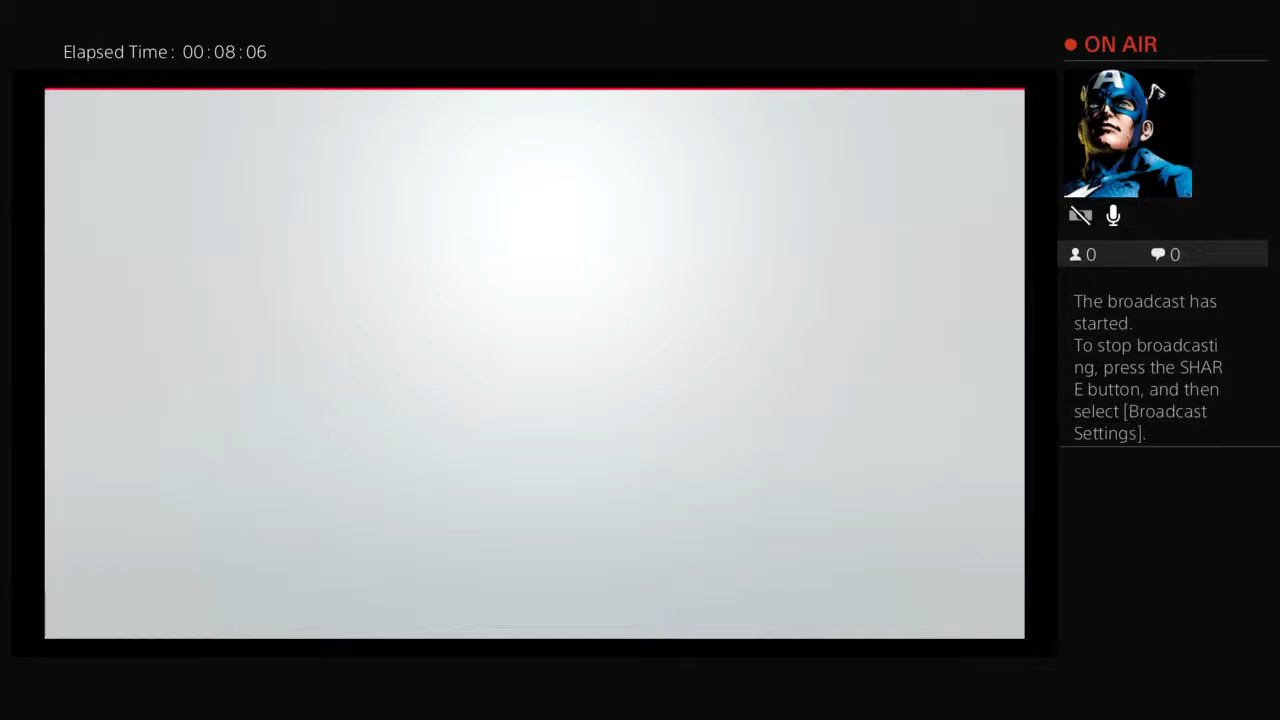 Elapsed Time: 00:08:06
ON AIR
A
0 0
The broadcast has
started.
To stop broadcasti
ng, press the SHAR
E button, and then
select [Broadcast
Settings].